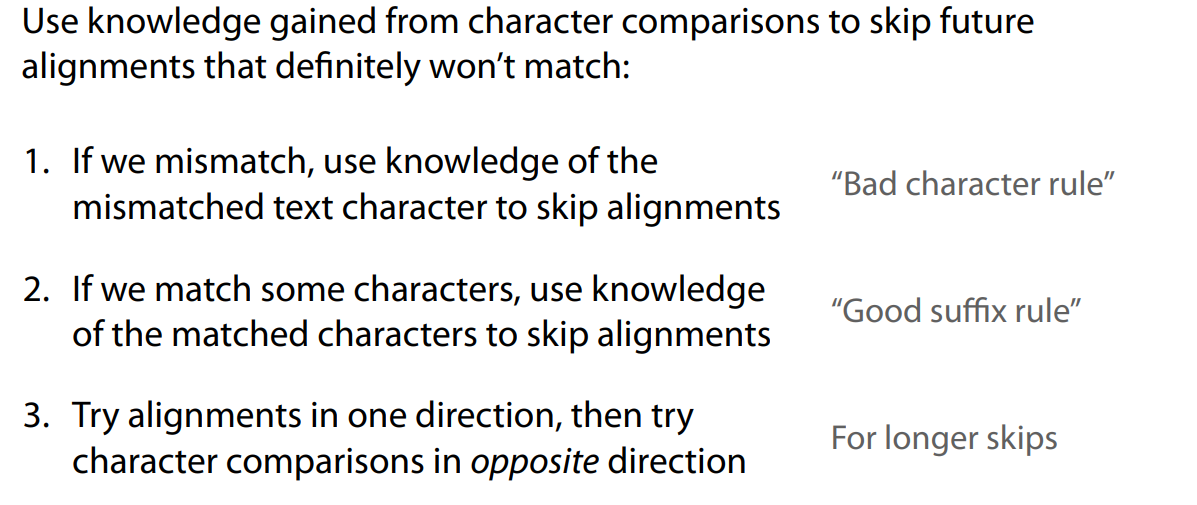 Use knowledge gained from character comparisons to skip future
alignments that definitely won’t match:
1. If we mismatch, use knowledge of the
mismatched text character to skip alignments
“Bad character rule”
2. If we match some characters, use knowledge
of the matched characters to skip alignments
“Good suffix rule”
3. Try alignments in one direction, then try
character comparisons in opposite direction
For longer skips